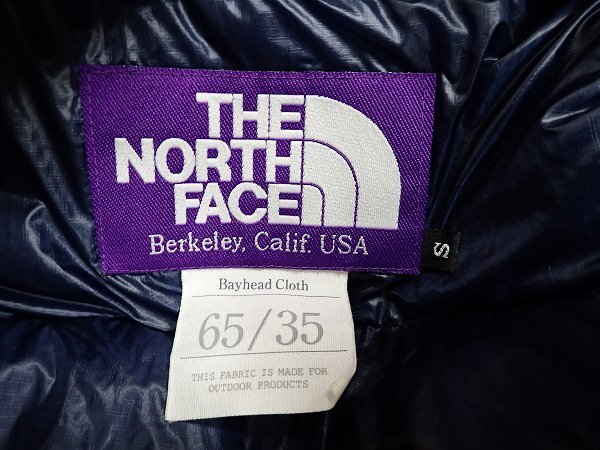 THE
NORTH
FACE
Berkeley, Calif. USA
S
Bayhead Cloth
65/35
THIS FABRIC IS MADE FOR
OUTDOOR PRODUCTS